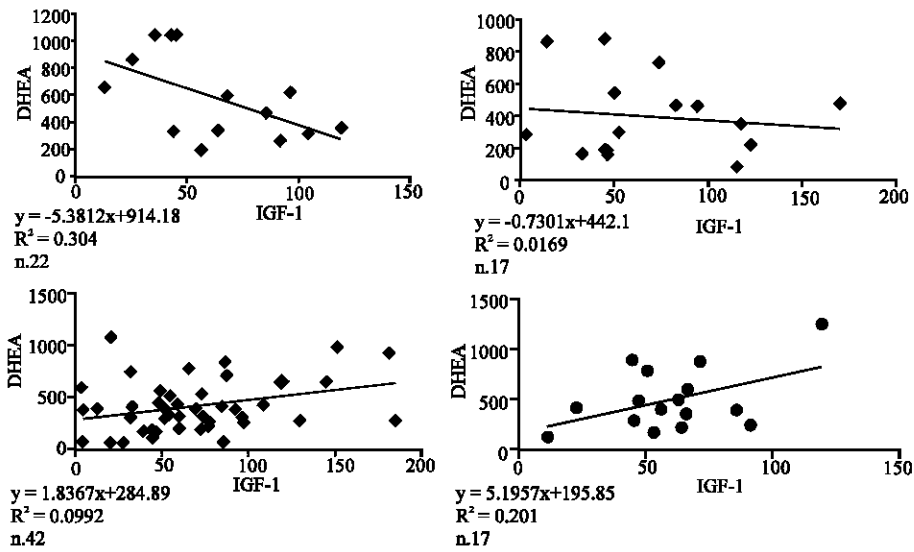 1200
1000
800
600
400
200
0
DHEA
0 50 100 150
IGF-1
y = -5.3812x+914.18
R² = 0.304
n.22
1000
800
600
400
200
0
DHEA
0 50 100 150 200
IGF-1
y = -0.7301x+442.1
R² = 0.0169
n.17
1500
1000
500
0
DHEA
0 50 100 150 200
IGF-1
y = 1.8367x+284.89
R² = 0.0992
n.42
1500
1000
500
0
DHEA
0 50 100 150
IGF-1
y = 5.1957x+195.85
R² = 0.201
n.17